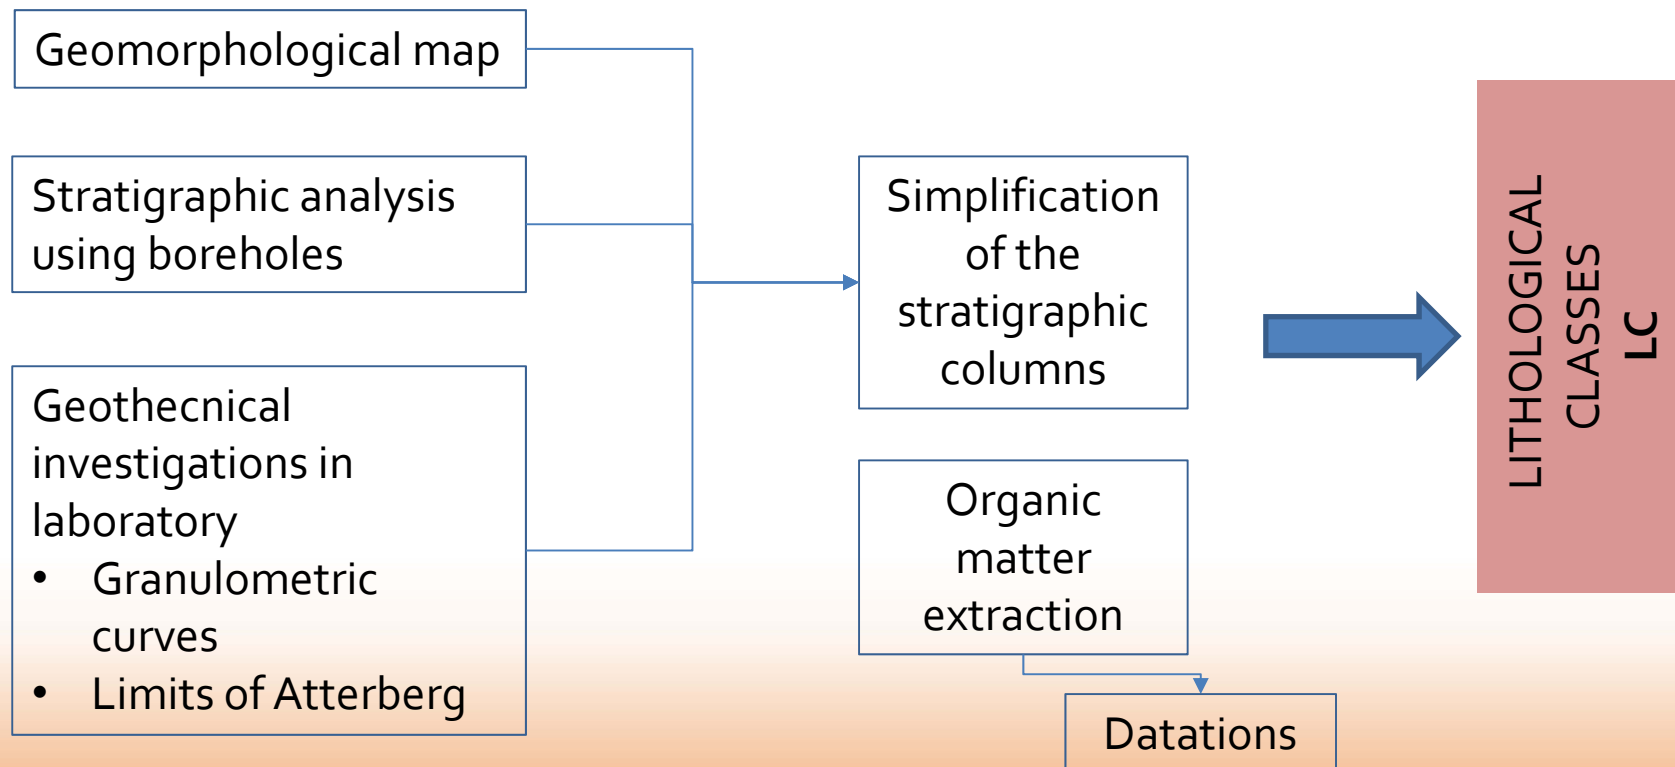 Geomorphological map
Stratigraphic analysis
using boreholes
Geothecnical
investigations in
laboratory
• Granulometric
curves
• Limits of Atterberg
Simplification
of the
stratigraphic
columns
Organic
matter
extraction
Datations
LITHOLOGICAL
CLASSES
LC